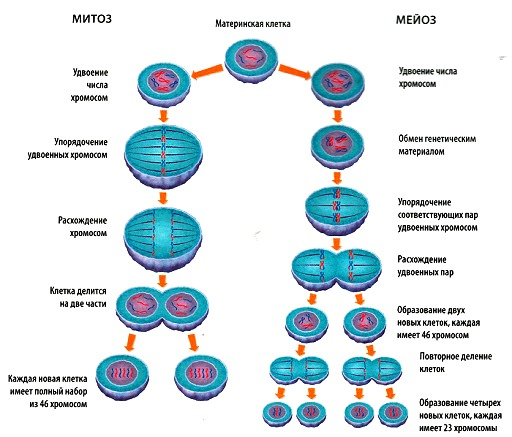 МИТОЗ
Материнская клетка
МЕЙОЗ
Удвоение
числа
хромосом
Упорядочение
удвоенных хромосом
Расхождение
хромосом
Клетка делится
на две части
Каждая новая клетка
имеет полный набор
из 46 хромосом
Удвоение числа
хромосом
Обмен генетическим
материалом
Упорядочение
соответствующих пар
удвоенных хромосом
Расхождение
удвоенных пар
Образование двух
новых клеток, каждая
имеет 46 хромосом
Повторное деление
клеток
Образование четырех
новых клеток, каждая
имеет 23 хромосомы